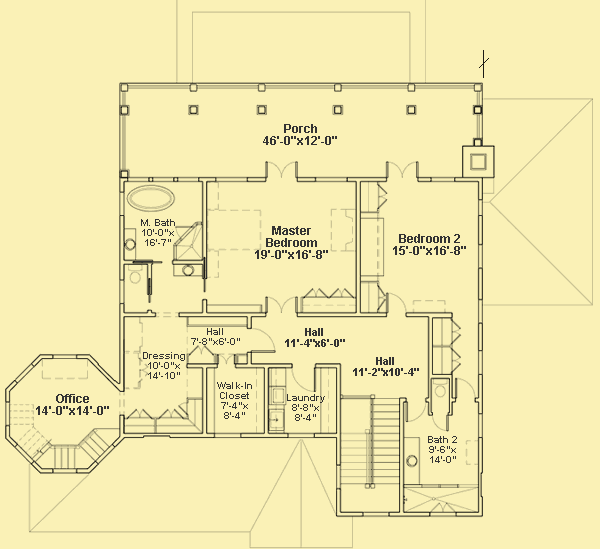 Porch
46'-0"x12'-0"
M. Bath
10'-0"x
16'-7"
Master
Bedroom
19'-0"x16'-8"
Bedroom 2
15'-0"x16'-8"
Hall
7'-8"x6'-0"
Hall
11'-4"x6'-0"
Dressing
10'-0"x
14'-10"
Hall
11'-2"x10'-4"
Office
14'-0"x14'-0"
Walk-In
Closet
7'-4"x
8'-4"
Laundry
8'-8"x
8'-4"
Bath 2
9'-6"x
14'-0"